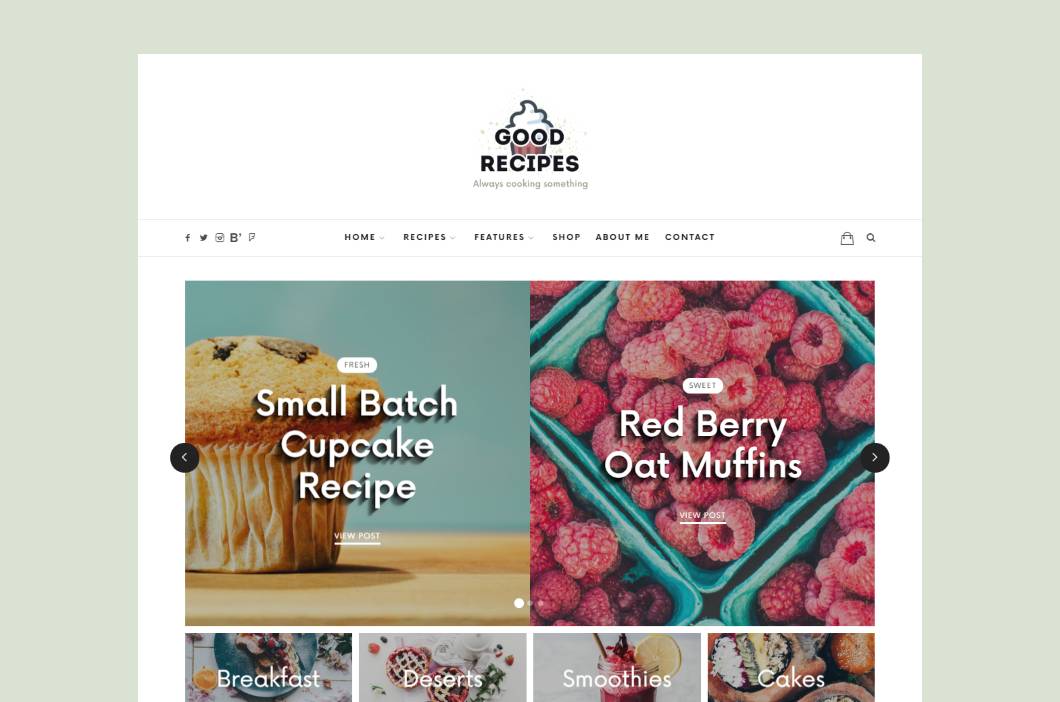 GOOD
RECIPES
Always cooking something
B'
HOME RECIPES FEATURES SHOP ABOUT ME CONTACT
FRESH
Small Batch
Cupcake
Recipe
VIEW POST
SWEET
Red Berry
Oat Muffins
VIEW POST
Breakfast
Deserts
Smoothies
Cakes